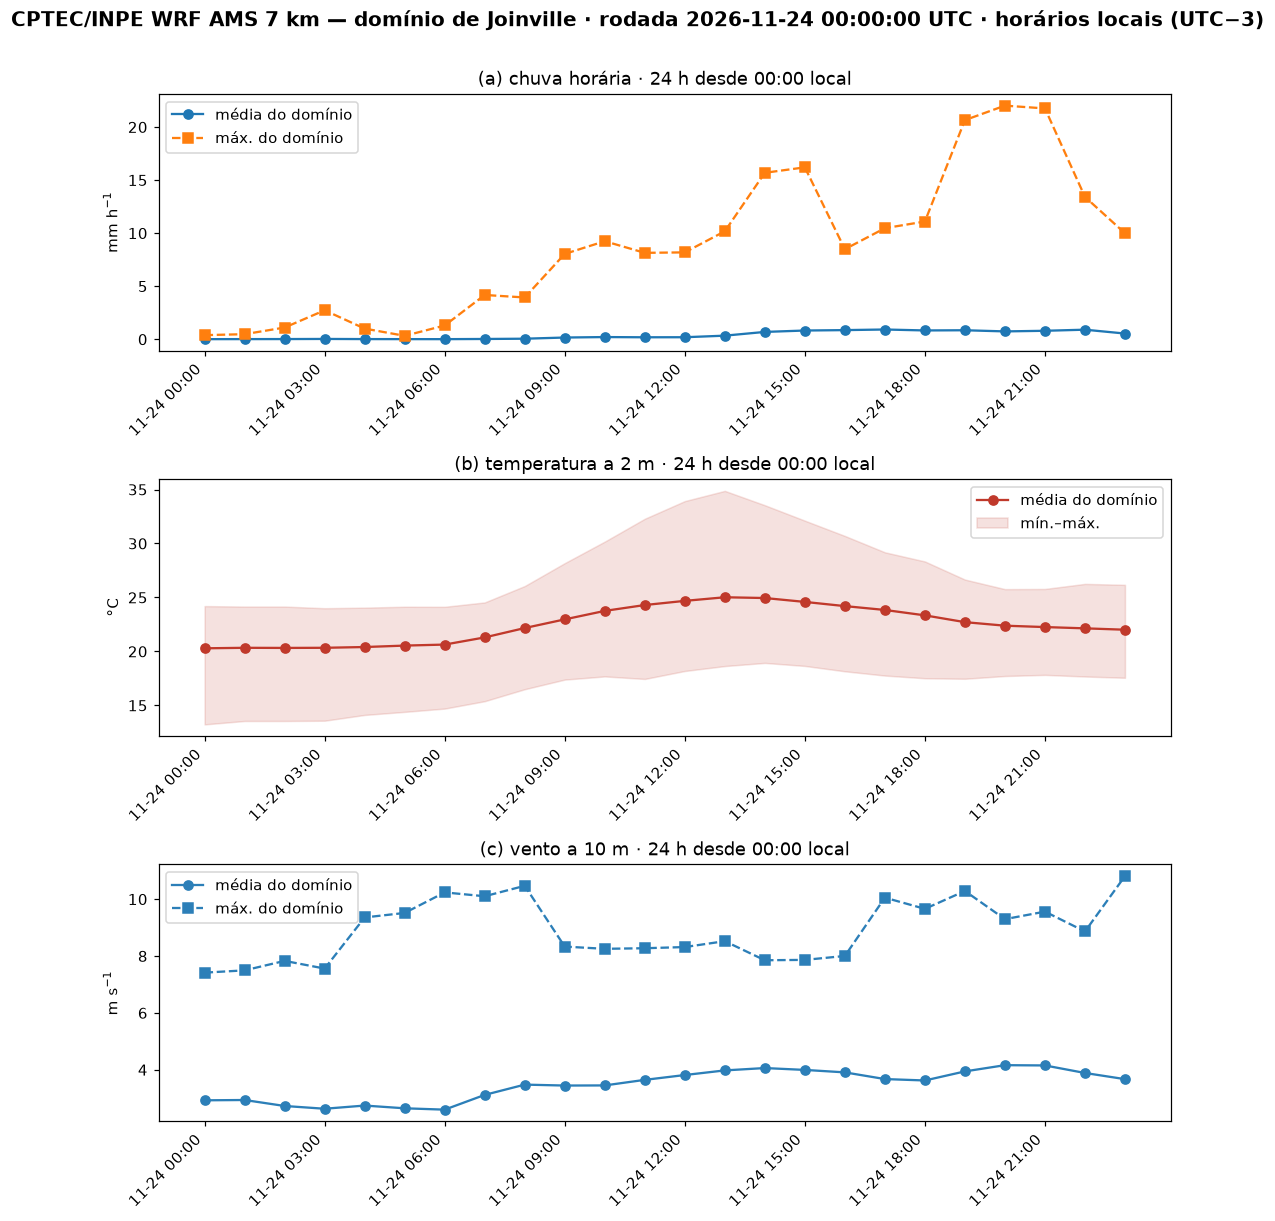 CPTEC/INPE WRF AMS 7 km — domínio de Joinville · rodada 2026-11-24 00:00:00 UTC · horários locais (UTC−3)
(a) chuva horária · 24 h desde 00:00 local
média do domínio
máx. do domínio
mm h⁻¹
20
15
10
5
0
11-24 00:00
11-24 03:00
11-24 06:00
11-24 09:00
11-24 12:00
11-24 15:00
11-24 18:00
11-24 21:00
(b) temperatura a 2 m · 24 h desde 00:00 local
média do domínio
mín.–máx.
°C
35
30
25
20
15
11-24 00:00
11-24 03:00
11-24 06:00
11-24 09:00
11-24 12:00
11-24 15:00
11-24 18:00
11-24 21:00
(c) vento a 10 m · 24 h desde 00:00 local
média do domínio
máx. do domínio
m s⁻¹
10
8
6
4
11-24 00:00
11-24 03:00
11-24 06:00
11-24 09:00
11-24 12:00
11-24 15:00
11-24 18:00
11-24 21:00